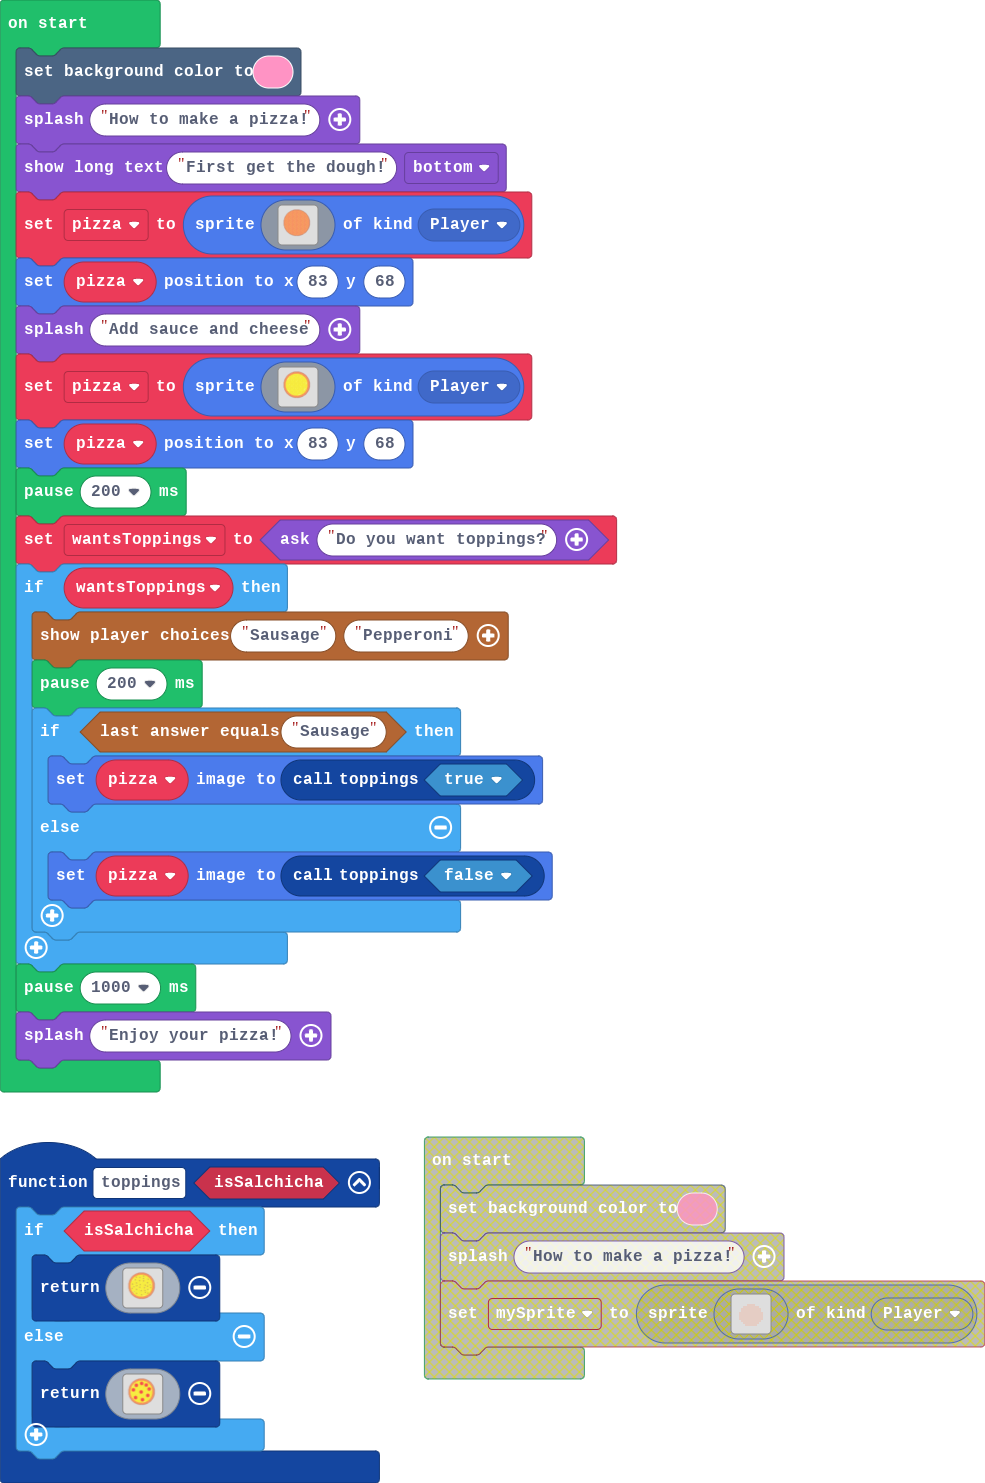 on start
set background color to
splash "How to make a pizza!"
show long text "First get the dough!" bottom
set pizza to sprite of kind Player
set pizza position to x 83 y 68
splash "Add sauce and cheese"
set pizza to sprite of kind Player
set pizza position to x 83 y 68
pause 200 ms
set wantsToppings to ask "Do you want toppings?"
if wantsToppings then
show player choices "Sausage" "Pepperoni"
pause 200 ms
if last answer equals "Sausage" then
set pizza image to call toppings true
else
set pizza image to call toppings false
pause 1000 ms
splash "Enjoy your pizza!"
function toppings isSalchicha
if isSalchicha then
return
else
return
on start
set background color to
splash "How to make a pizza!"
set mySprite to sprite of kind Player